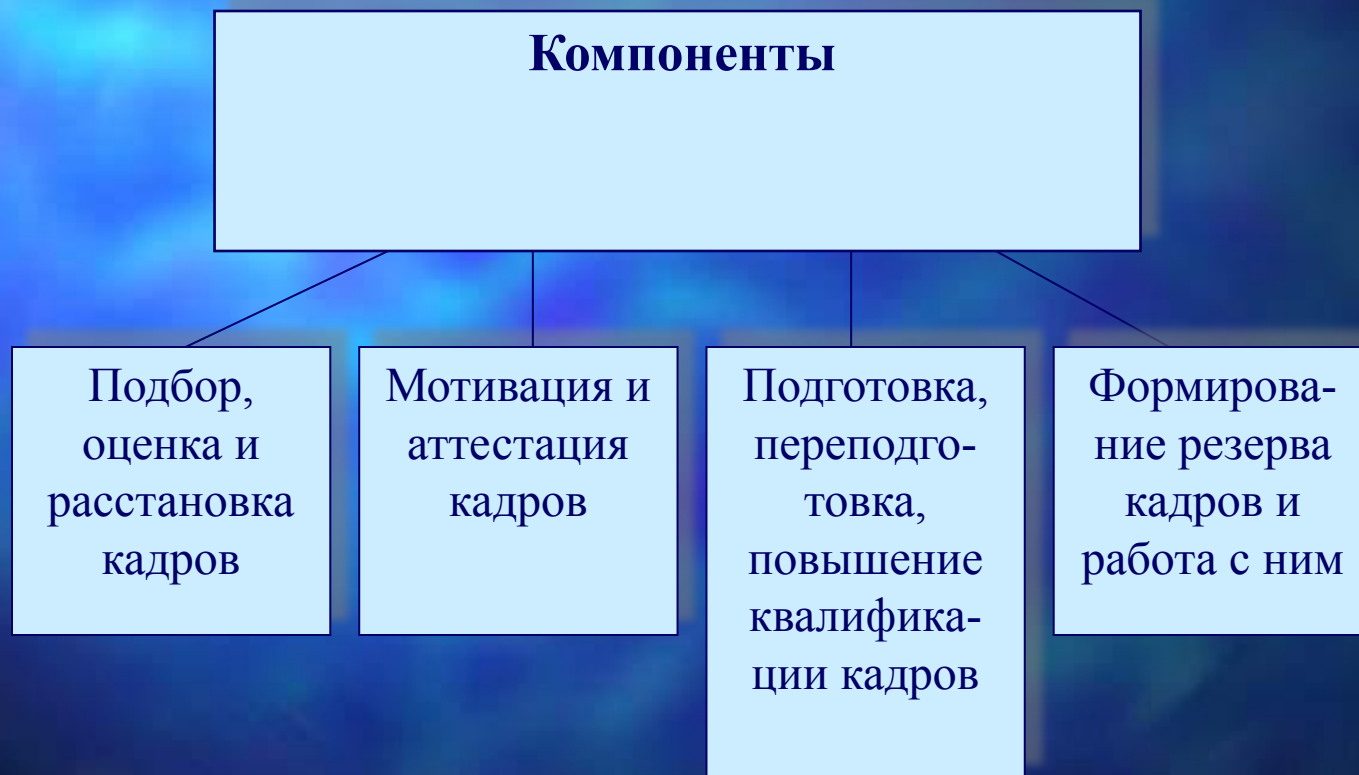 Компоненты
Подбор,
оценка и
расстановка
кадров
Мотивация и
аттестация
кадров
Подготовка,
переподго-
товка,
повышение
квалифика-
ции кадров
Формирова-
ние резерва
кадров и
работа с ним